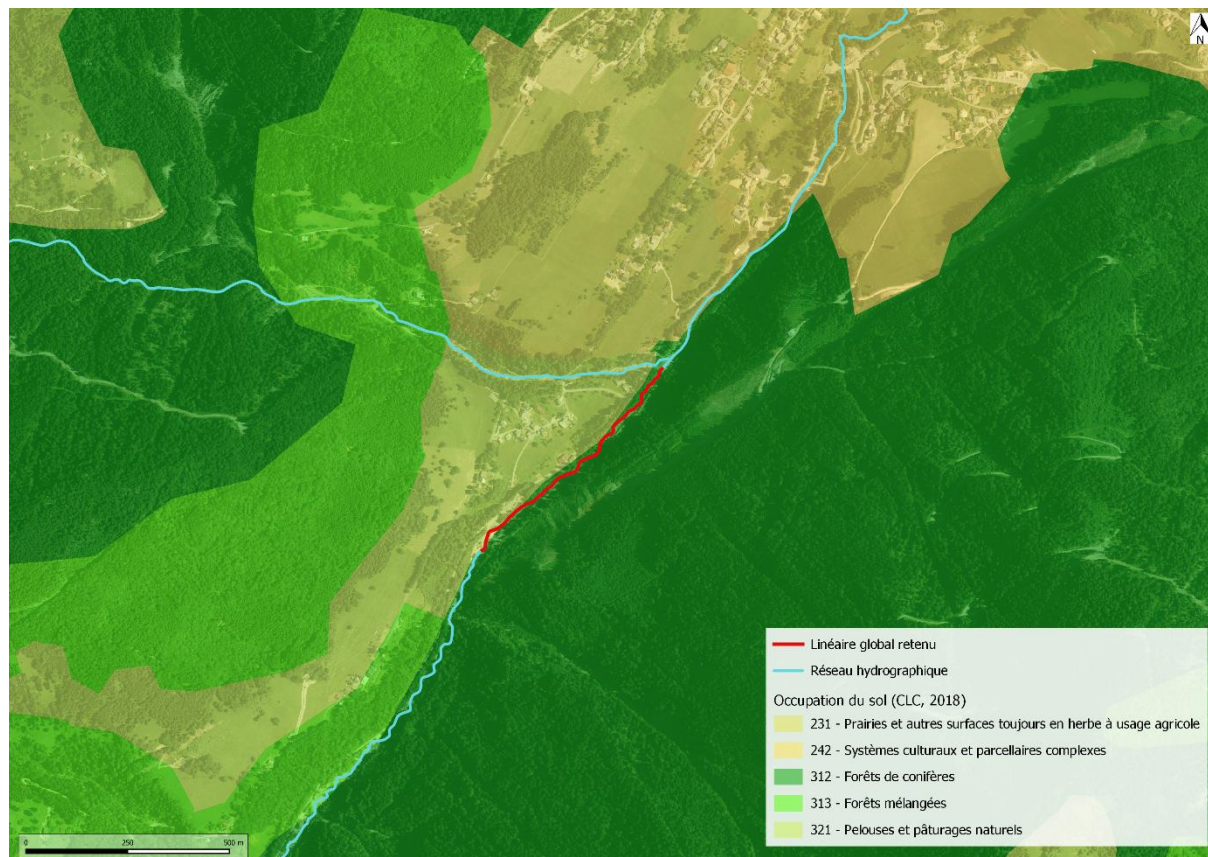 N
Linéaire global retenu
Réseau hydrographique
Occupation du sol (CLC, 2018)
231 - Prairies et autres surfaces toujours en herbe à usage agricole
242 - Systèmes culturaux et parcellaires complexes
312 - Forêts de conifères
313 - Forêts mélangées
321 - Pelouses et pâturages naturels
0 250 500 m